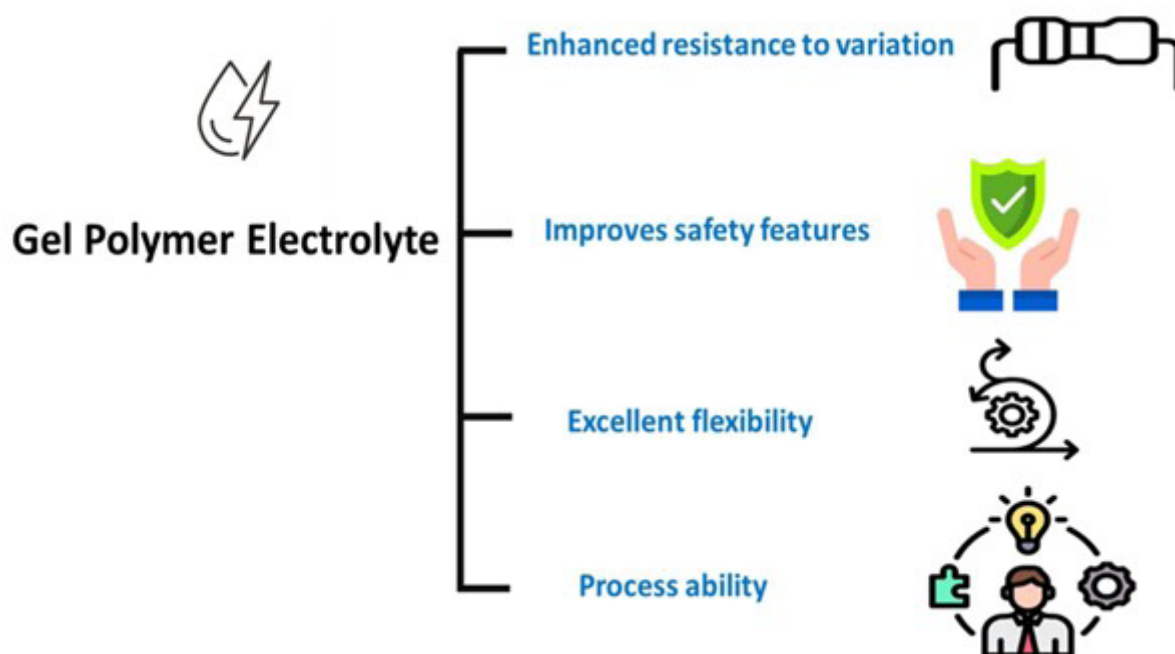 Enhanced resistance to variation
Gel Polymer Electrolyte
Improves safety features
Excellent flexibility
Process ability